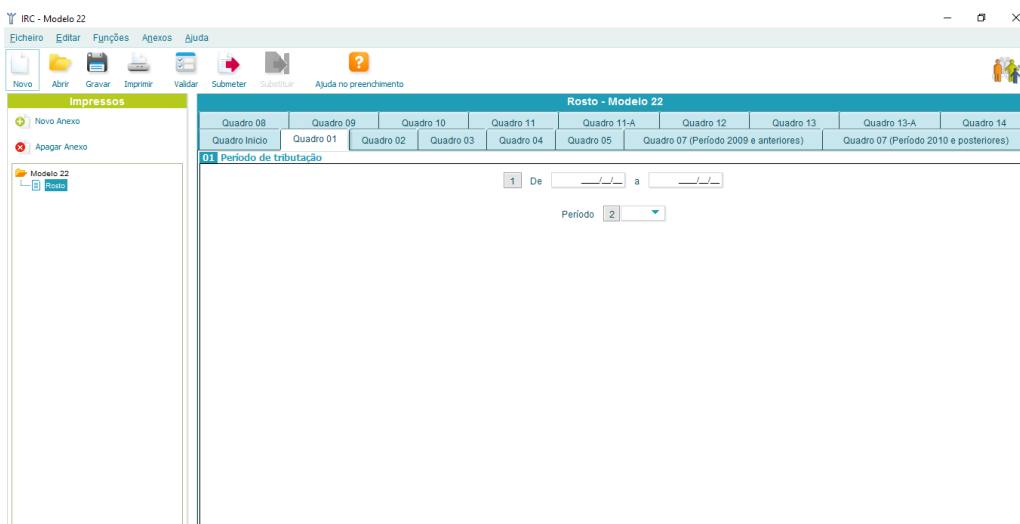 IRC - Modelo 22
Ficheiro Editar Funções Anexos Ajuda
Novo Abrir Gravar Imprimir Validar Submeter Substituir Ajuda no preenchimento
Impressos
Novo Anexo
Apagar Anexo
Modelo 22
Rosto
Rosto - Modelo 22
Quadro 08 Quadro 09 Quadro 10 Quadro 11 Quadro 11-A Quadro 12 Quadro 13 Quadro 13-A Quadro 14
Quadro Inicio Quadro 01 Quadro 02 Quadro 03 Quadro 04 Quadro 05 Quadro 07 (Período 2009 e anteriores) Quadro 07 (Período 2010 e posteriores)
01 Período de tributação
1 De ____/__/__ a ____/__/__
Período 2